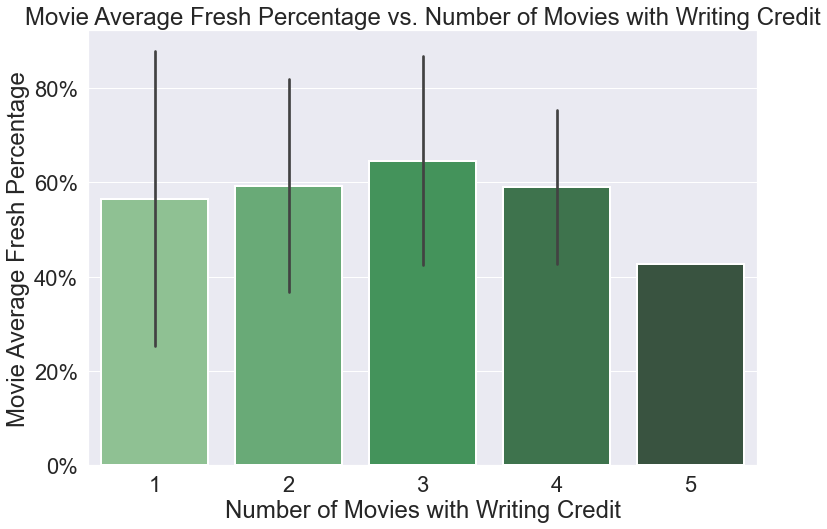 Movie Average Fresh Percentage vs. Number of Movies with Writing Credit
Movie Average Fresh Percentage
80%
60%
40%
20%
0%
1 2 3 4 5
Number of Movies with Writing Credit